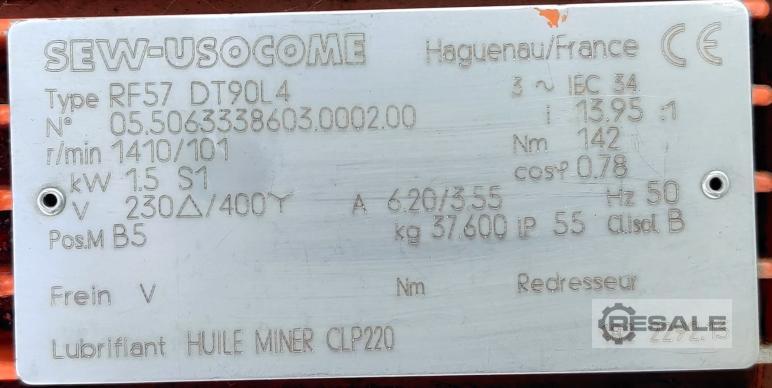 SEW-USOCOME Haguenau/France CE
Type RF57 DT90L4 3 ~ IEC 34
N° 05.5063338603.0002.00 i 13.95 :1
r/min 1410/101 Nm 142
kW 1.5 S1 cosφ 0.78
V 230△/400Y A 6.20/3.55 Hz 50
Pos.M B5 kg 37.600 iP 55 Cl.isol. B
Frein V Nm Redresseur
Lubrifiant HUILE MINER CLP220
RESALE